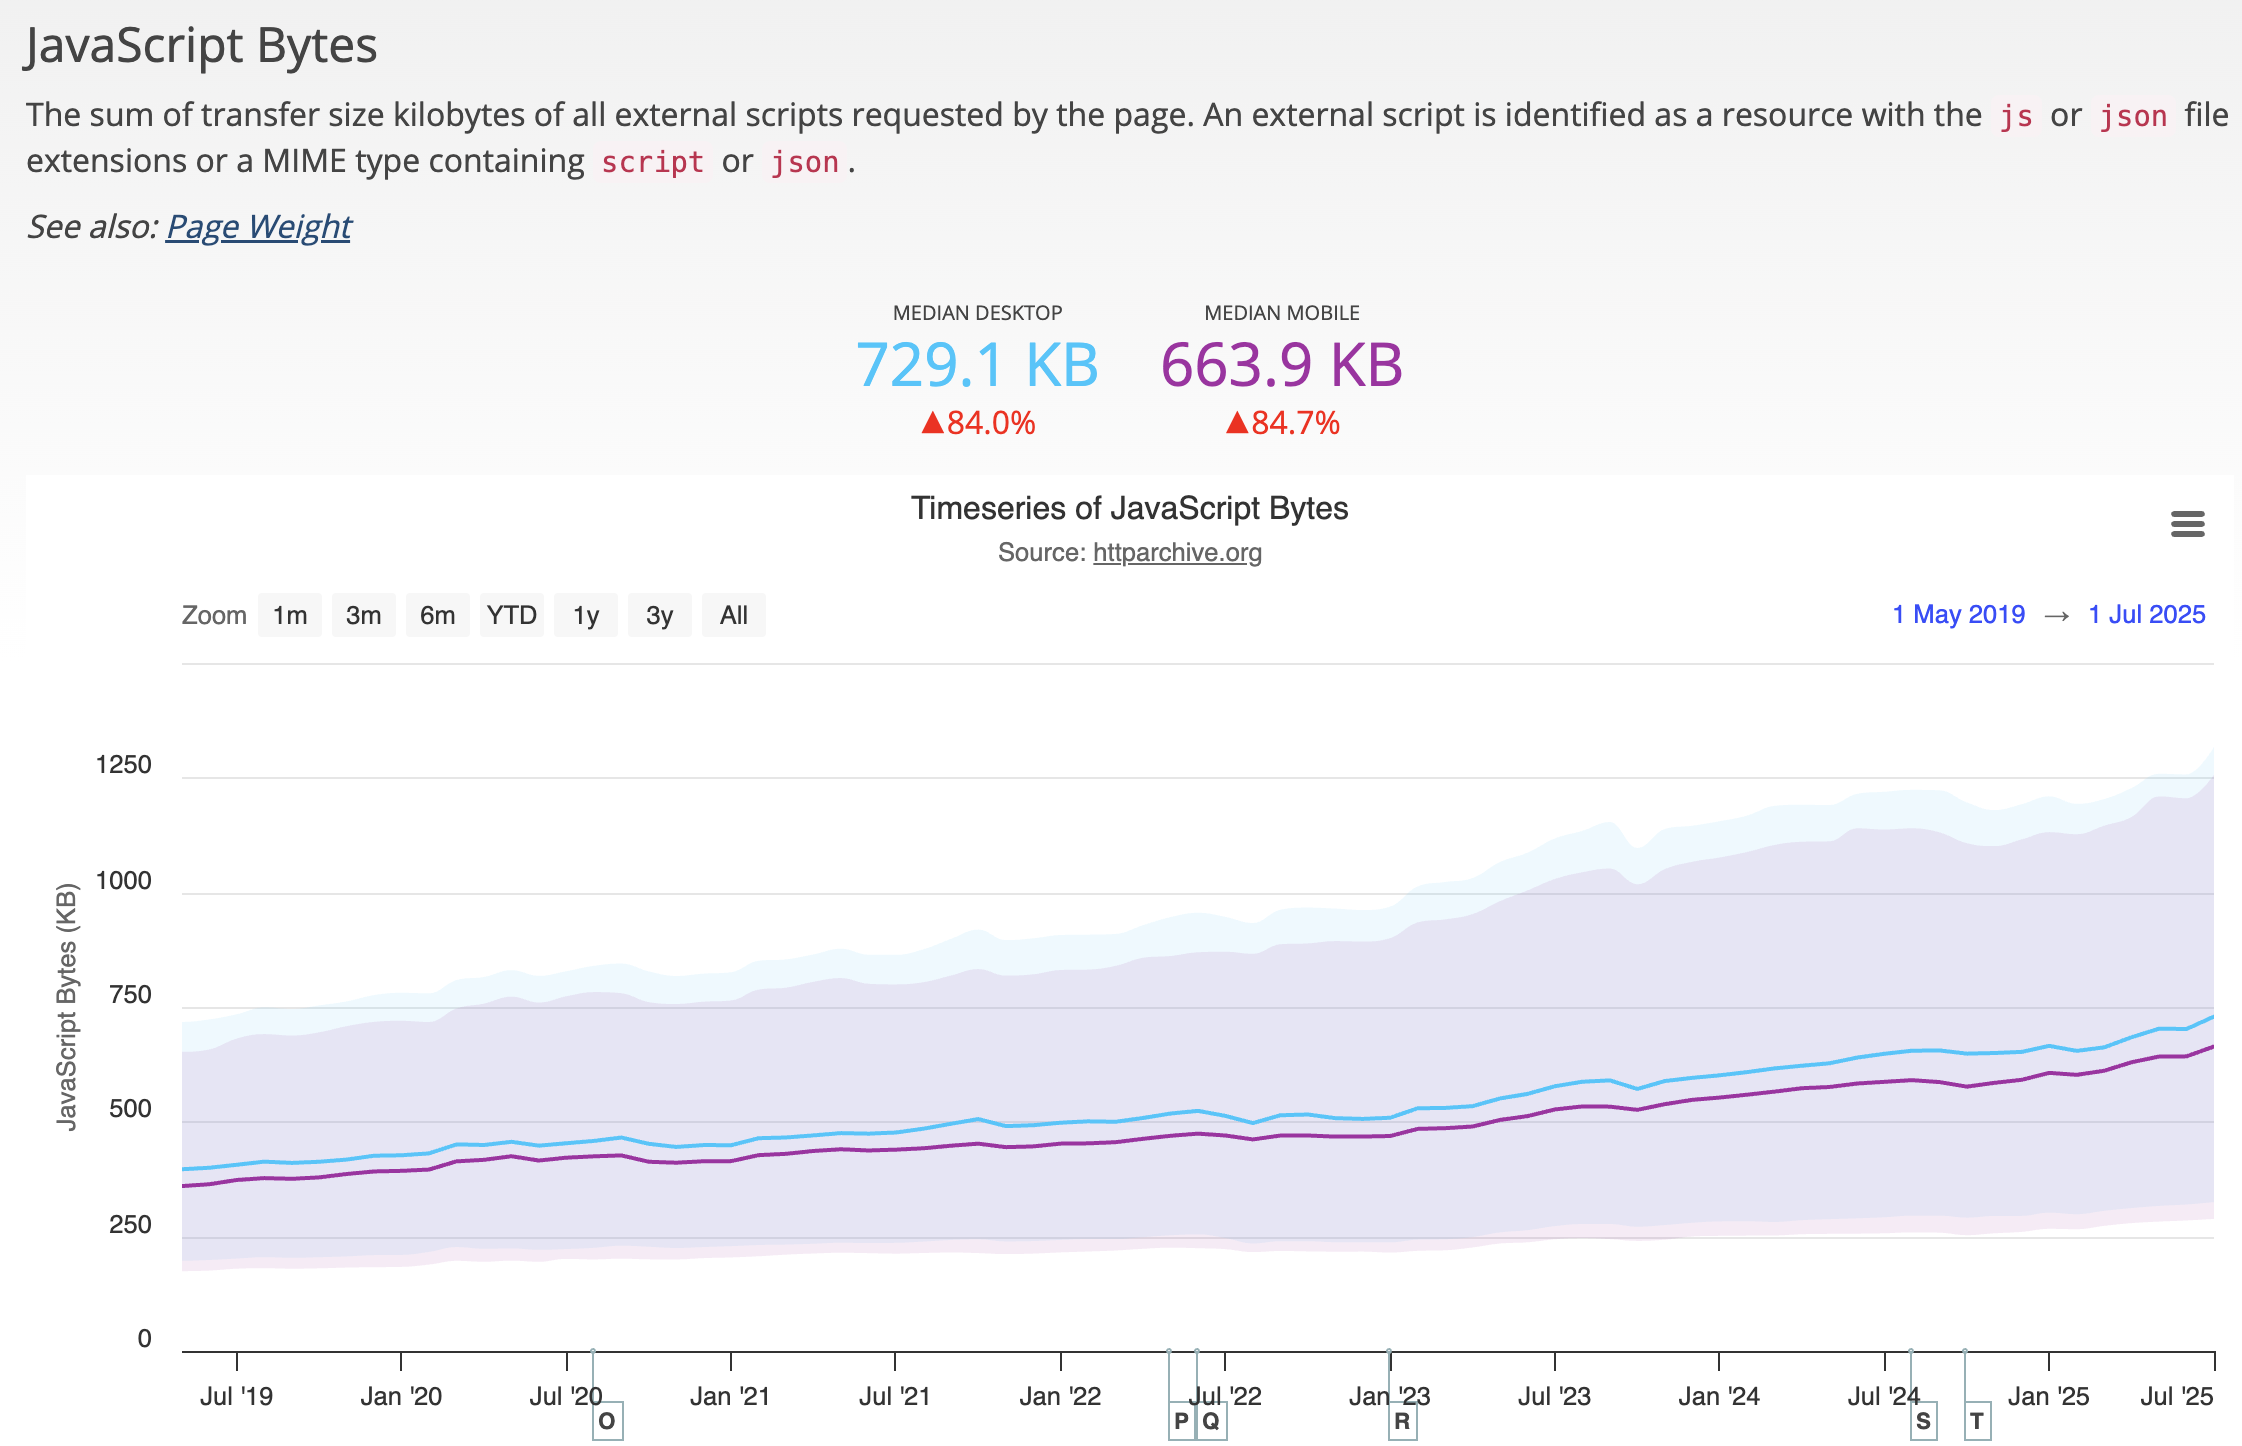 JavaScript Bytes
The sum of transfer size kilobytes of all external scripts requested by the page. An external script is identified as a resource with the js or json file
extensions or a MIME type containing script or json.
See also: Page Weight
MEDIAN DESKTOP
729.1 KB
▲84.0%
MEDIAN MOBILE
663.9 KB
▲84.7%
Timeseries of JavaScript Bytes
Source: httparchive.org
Zoom 1m 3m 6m YTD 1y 3y All
1 May 2019 → 1 Jul 2025
JavaScript Bytes (KB)
1250
1000
750
500
250
0
Jul '19 Jan '20 Jul '20 Jan '21 Jul '21 Jan '22 Jul '22 Jan '23 Jul '23 Jan '24 Jul '24 Jan '25 Jul '25
O P Q R S T